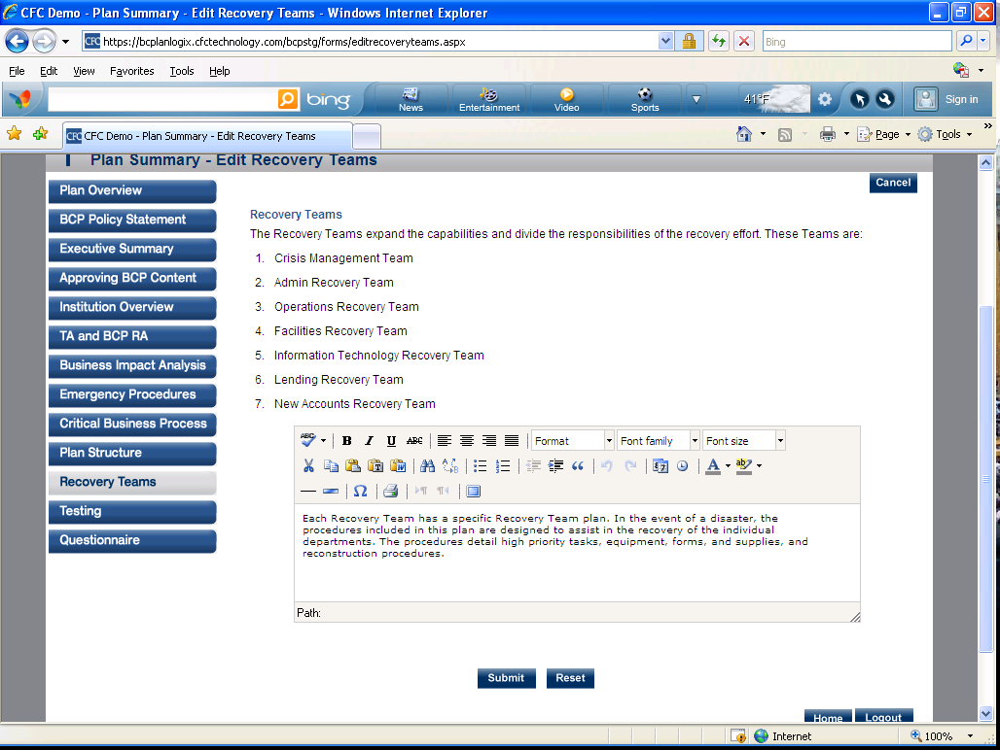 CFC Demo - Plan Summary - Edit Recovery Teams - Windows Internet Explorer
CFC https://bcplanlogix.cfctechnology.com/bcpstg/forms/editrecoveryteams.aspx
Bing
File Edit View Favorites Tools Help
bing News Entertainment Video Sports 41°F Sign in
CFC CFC Demo - Plan Summary - Edit Recovery Teams
Page Tools »
Plan Summary - Edit Recovery Teams
Cancel
Plan Overview
BCP Policy Statement
Executive Summary
Approving BCP Content
Institution Overview
TA and BCP RA
Business Impact Analysis
Emergency Procedures
Critical Business Process
Plan Structure
Recovery Teams
Testing
Questionnaire
Recovery Teams
The Recovery Teams expand the capabilities and divide the responsibilities of the recovery effort. These Teams are:
1. Crisis Management Team
2. Admin Recovery Team
3. Operations Recovery Team
4. Facilities Recovery Team
5. Information Technology Recovery Team
6. Lending Recovery Team
7. New Accounts Recovery Team
ABC B I U ABC Format Font family Font size
Each Recovery Team has a specific Recovery Team plan. In the event of a disaster, the
procedures included in this plan are designed to assist in the recovery of the individual
departments. The procedures detail high priority tasks, equipment, forms, and supplies, and
reconstruction procedures.
Path:
Submit Reset
Home Logout
Internet 100%